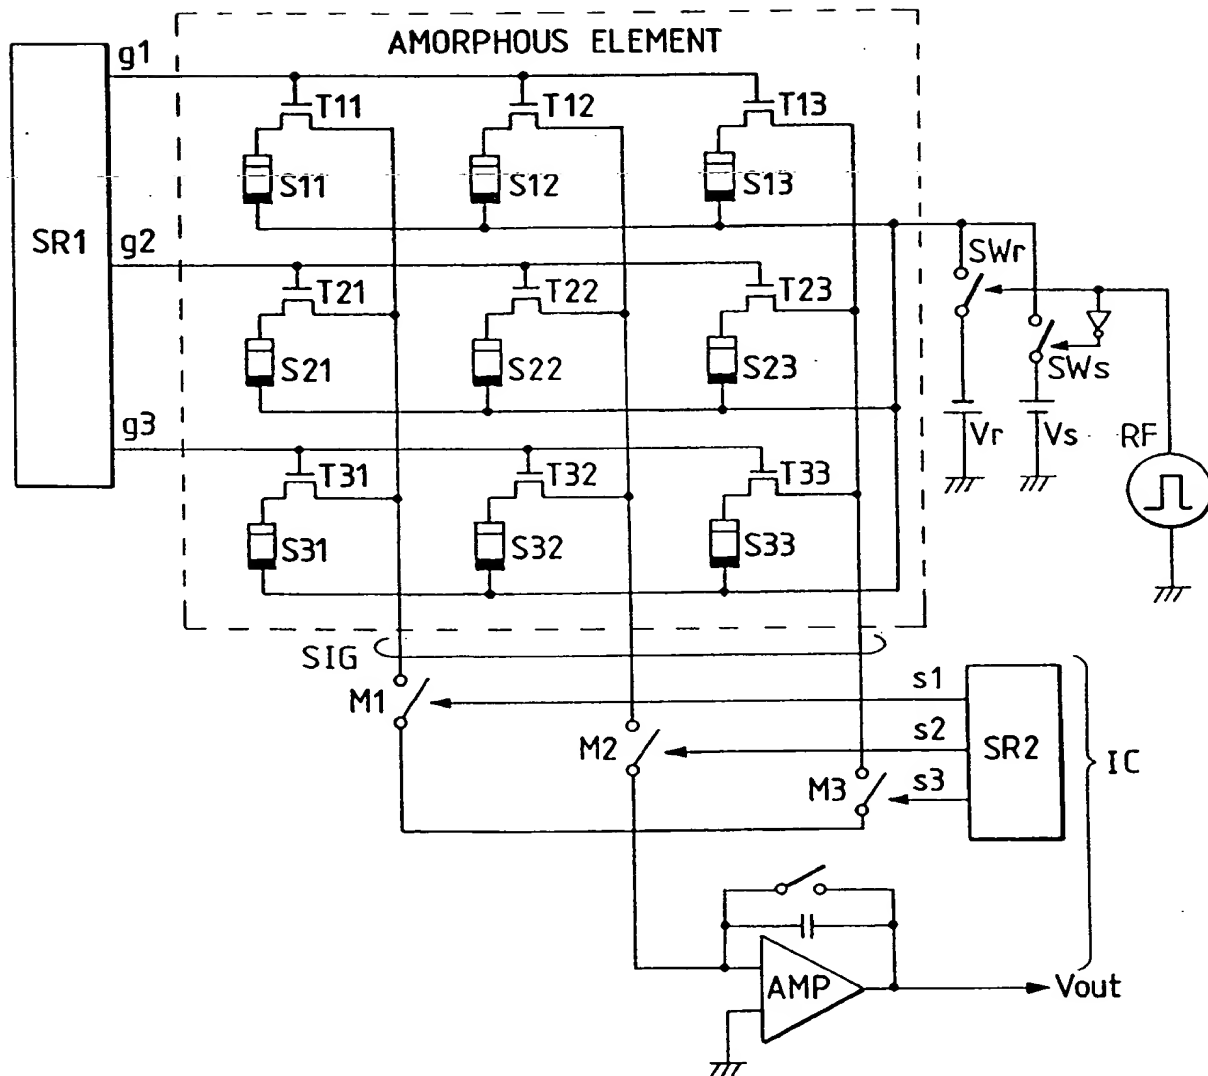 AMORPHOUS ELEMENT
g1
T11 T12 T13
S11 S12 S13
SR1
g2
SWr
T21 T22 T23
S21 S22 S23
SWs
g3
Vr Vs RF
T31 T32 T33
S31 S32 S33
SIG
s1
M1
s2
M2 SR2 IC
M3 s3
AMP Vout